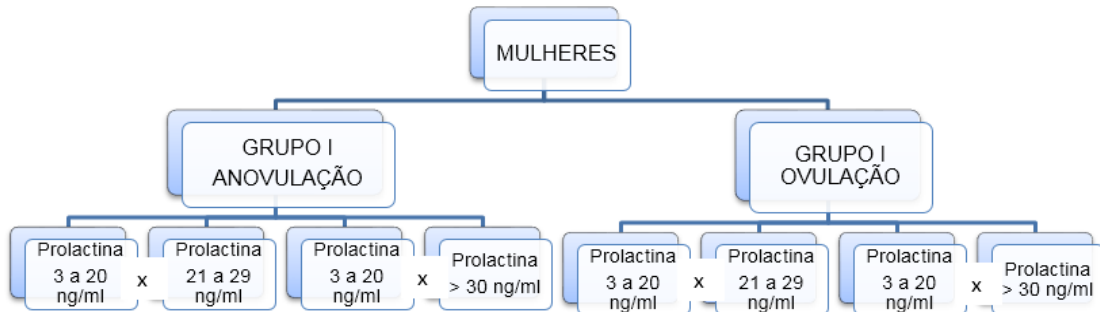 MULHERES
GRUPO I
ANOVULAÇÃO
GRUPO I
OVULAÇÃO
Prolactina
3 a 20
ng/ml
x
Prolactina
21 a 29
ng/ml
Prolactina
3 a 20
ng/ml
x
Prolactina
> 30 ng/ml
Prolactina
3 a 20
ng/ml
x
Prolactina
21 a 29
ng/ml
Prolactina
3 a 20
ng/ml
x
Prolactina
> 30 ng/ml